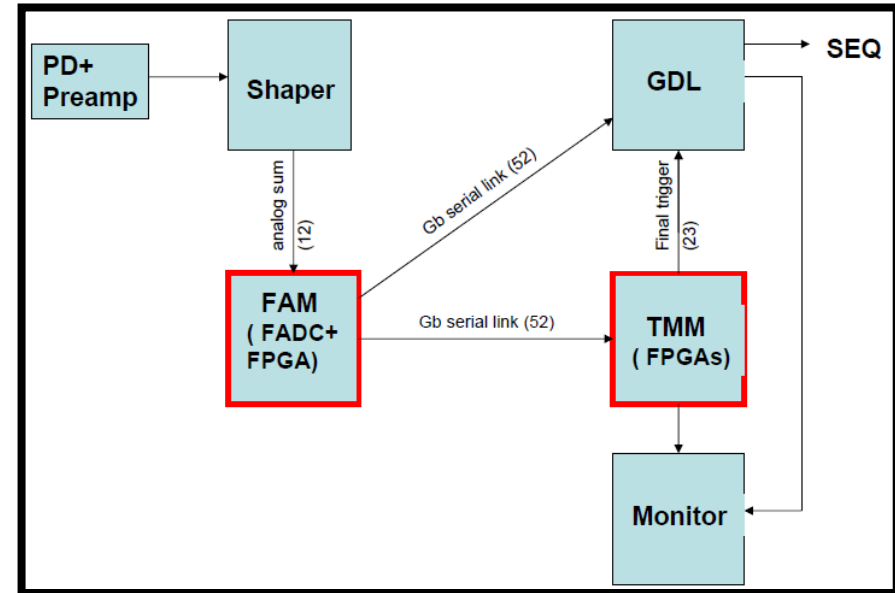 PD+
Preamp
Shaper
GDL
SEQ
analog sum
(12)
Gb serial link (52)
Final trigger
(23)
FAM
( FADC+
FPGA)
Gb serial link (52)
TMM
( FPGAs)
Monitor